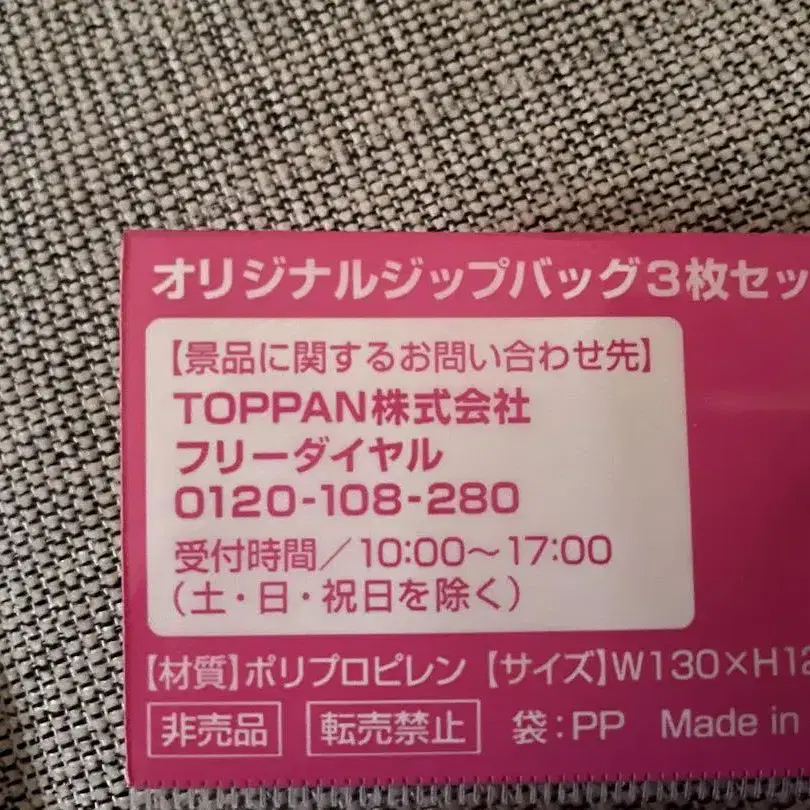 オリジナルジップバッグ3枚セッ
【景品に関するお問い合わせ先】
TOPPAN株式会社
フリーダイヤル
0120-108-280
受付時間／10:00～17:00
（土・日・祝日を除く）
【材質】ポリプロピレン 【サイズ】W130×H12
非売品 転売禁止 袋：PP Made in